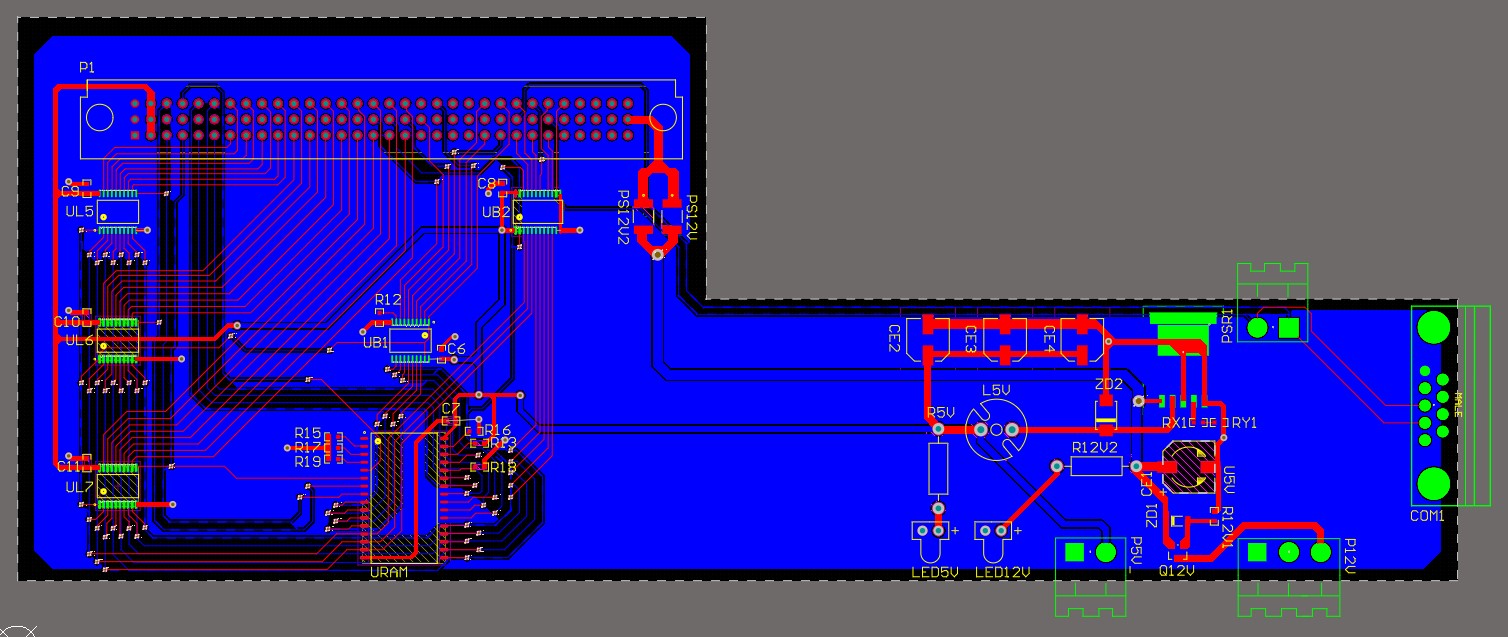 P1
C9
UL5
C8
UB2
PS12V2
PS12V
R12
C10
UL6
UB1
C6
CE2
CE3
CE4
PSR1
ZD2
L5V
R5V
C7
MALE
RX1
RY1
R15
R16
R17
R13
R19
R18
R12V2
C11
UL7
CE1
U5V
ZD1
R12V1
COM1
LED5V
+
LED12V
+
P5V
Q12V
P12V
URAM